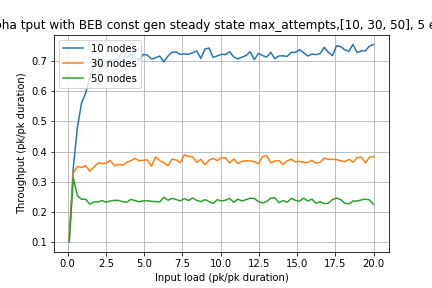 tput with BEB const gen steady state max_attempts,[10, 30, 50], 5
10 nodes
30 nodes
50 nodes
Throughput (pk/pk duration)
0.7
0.6
0.5
0.4
0.3
0.2
0.1
0.0 2.5 5.0 7.5 10.0 12.5 15.0 17.5 20.0
Input load (pk/pk duration)